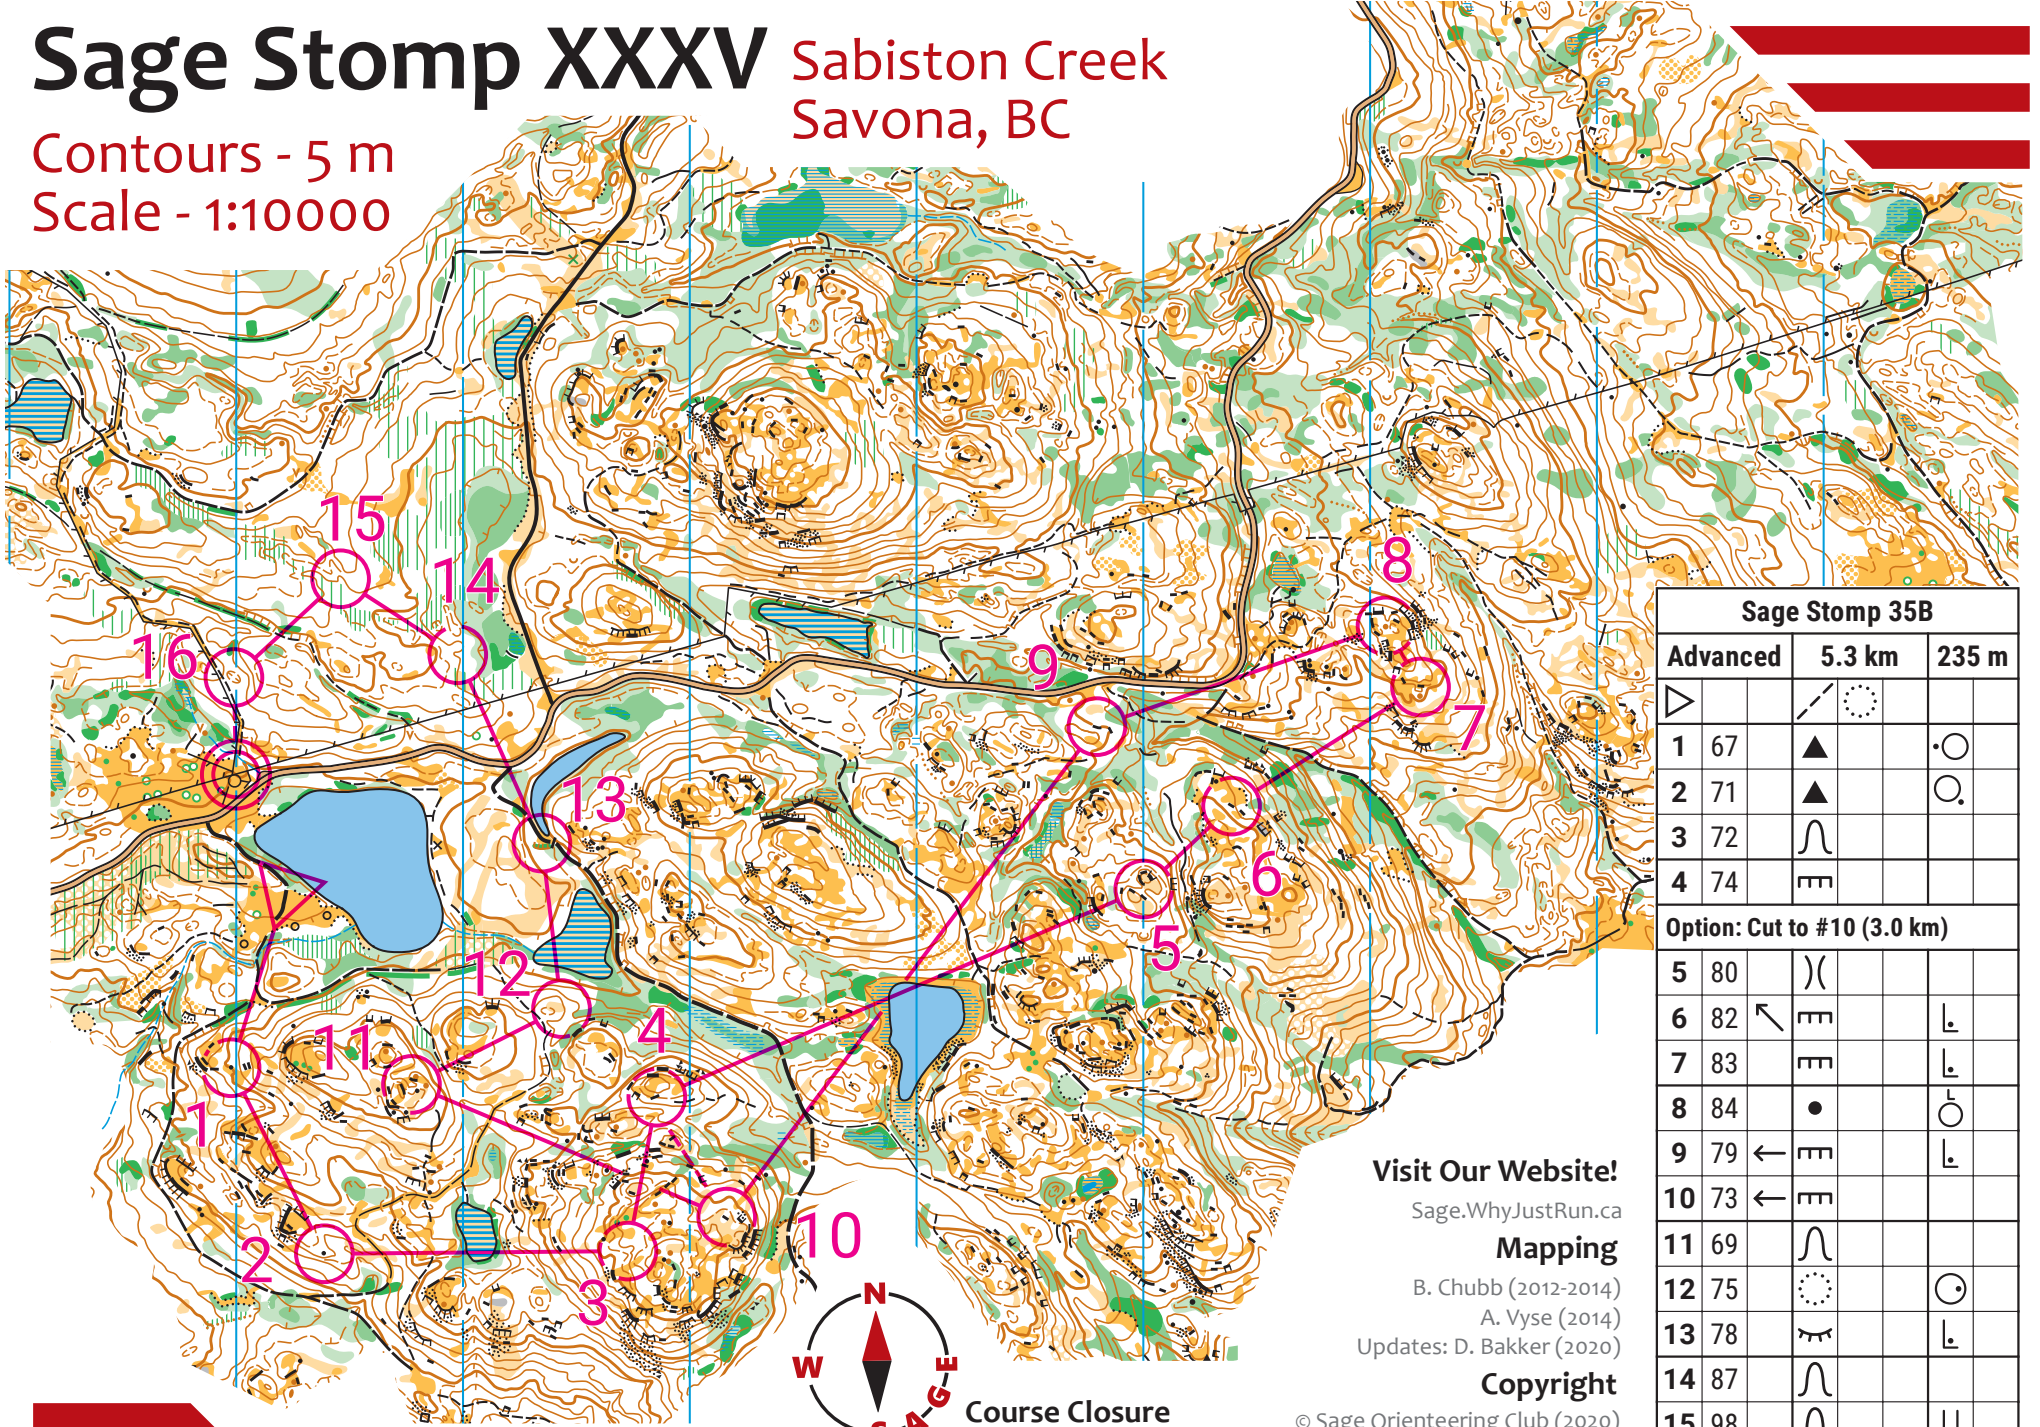 Sage Stomp XXXV
Sabiston Creek
Savona, BC
Contours - 5 m
Scale - 1:10000
15
14
16
8
9
7
13
6
5
12
4
11
1
2
3
10
Sage Stomp 35B
Advanced 5.3 km 235 m
1 67
2 71
3 72
4 74
Option: Cut to #10 (3.0 km)
5 80
6 82
7 83
8 84
9 79
10 73
11 69
12 75
13 78
14 87
15 98
Visit Our Website!
Sage.WhyJustRun.ca
Mapping
B. Chubb (2012-2014)
A. Vyse (2014)
Updates: D. Bakker (2020)
Copyright
© Sage Orienteering Club (2020)
N
W
SAGE
Course Closure